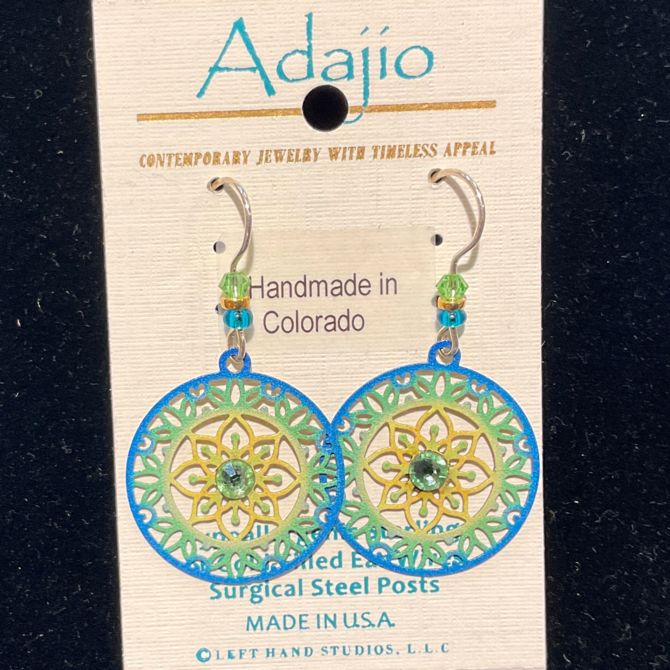 Adajio
CONTEMPORARY JEWELRY WITH TIMELESS APPEAL
Handmade in
Colorado
Surgical Steel Posts
MADE IN U.S.A.
©LEFT HAND STUDIOS, L.L.C